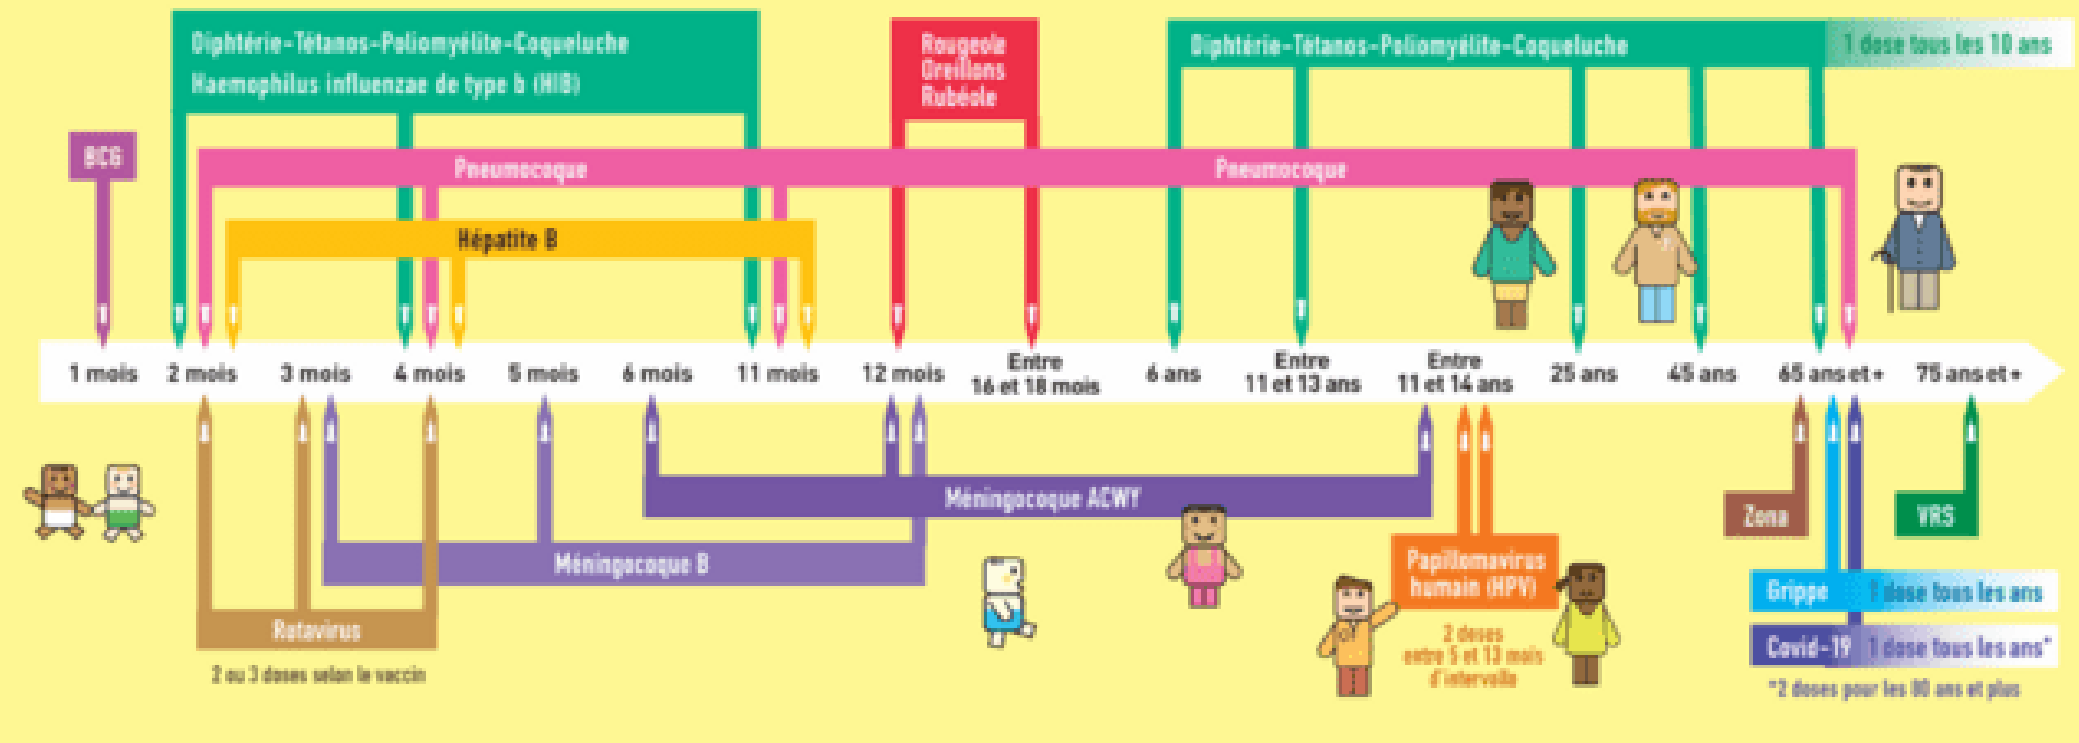 Diphtérie-Tétanos-Poliomyélite-Coqueluche
Haemophilus influenzae de type b (HIB)
Rougeole
Oreillons
Rubéole
Diphtérie-Tétanos-Poliomyélite-Coqueluche
1 dose tous les 10 ans
BCG
Pneumocoque
Pneumocoque
Hépatite B
1 mois
2 mois
3 mois
4 mois
5 mois
6 mois
11 mois
12 mois
Entre
16 et 18 mois
6 ans
Entre
11 et 13 ans
Entre
11 et 14 ans
25 ans
45 ans
65 ans et +
75 ans et +
Méningocoque ACWY
Méningocoque B
Rotavirus
2 ou 3 doses selon le vaccin
Papillomavirus
humain (HPV)
2 doses
entre 5 et 13 mois
d'intervalle
Zona
VRS
Grippe
1 dose tous les ans
Covid-19
1 dose tous les ans*
*2 doses pour les 80 ans et plus